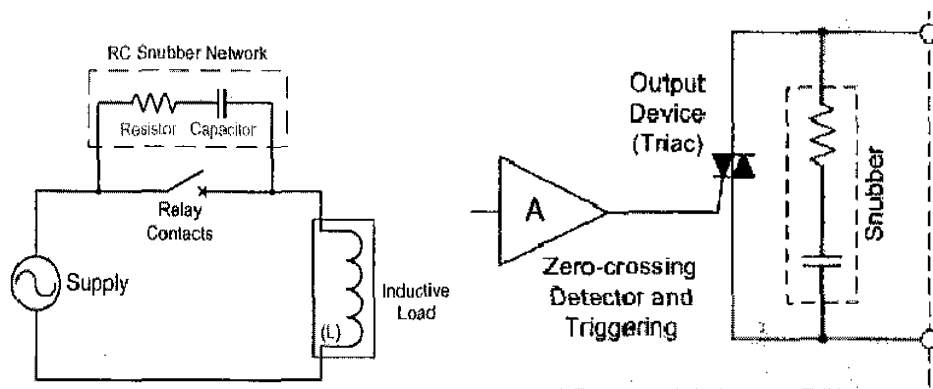 RC Snubber Network
Resistor Capacitor
Relay
Contacts
Supply
(L)
Inductive
Load
Output
Device
(Triac)
A
Zero-crossing
Detector and
Triggering
Snubber